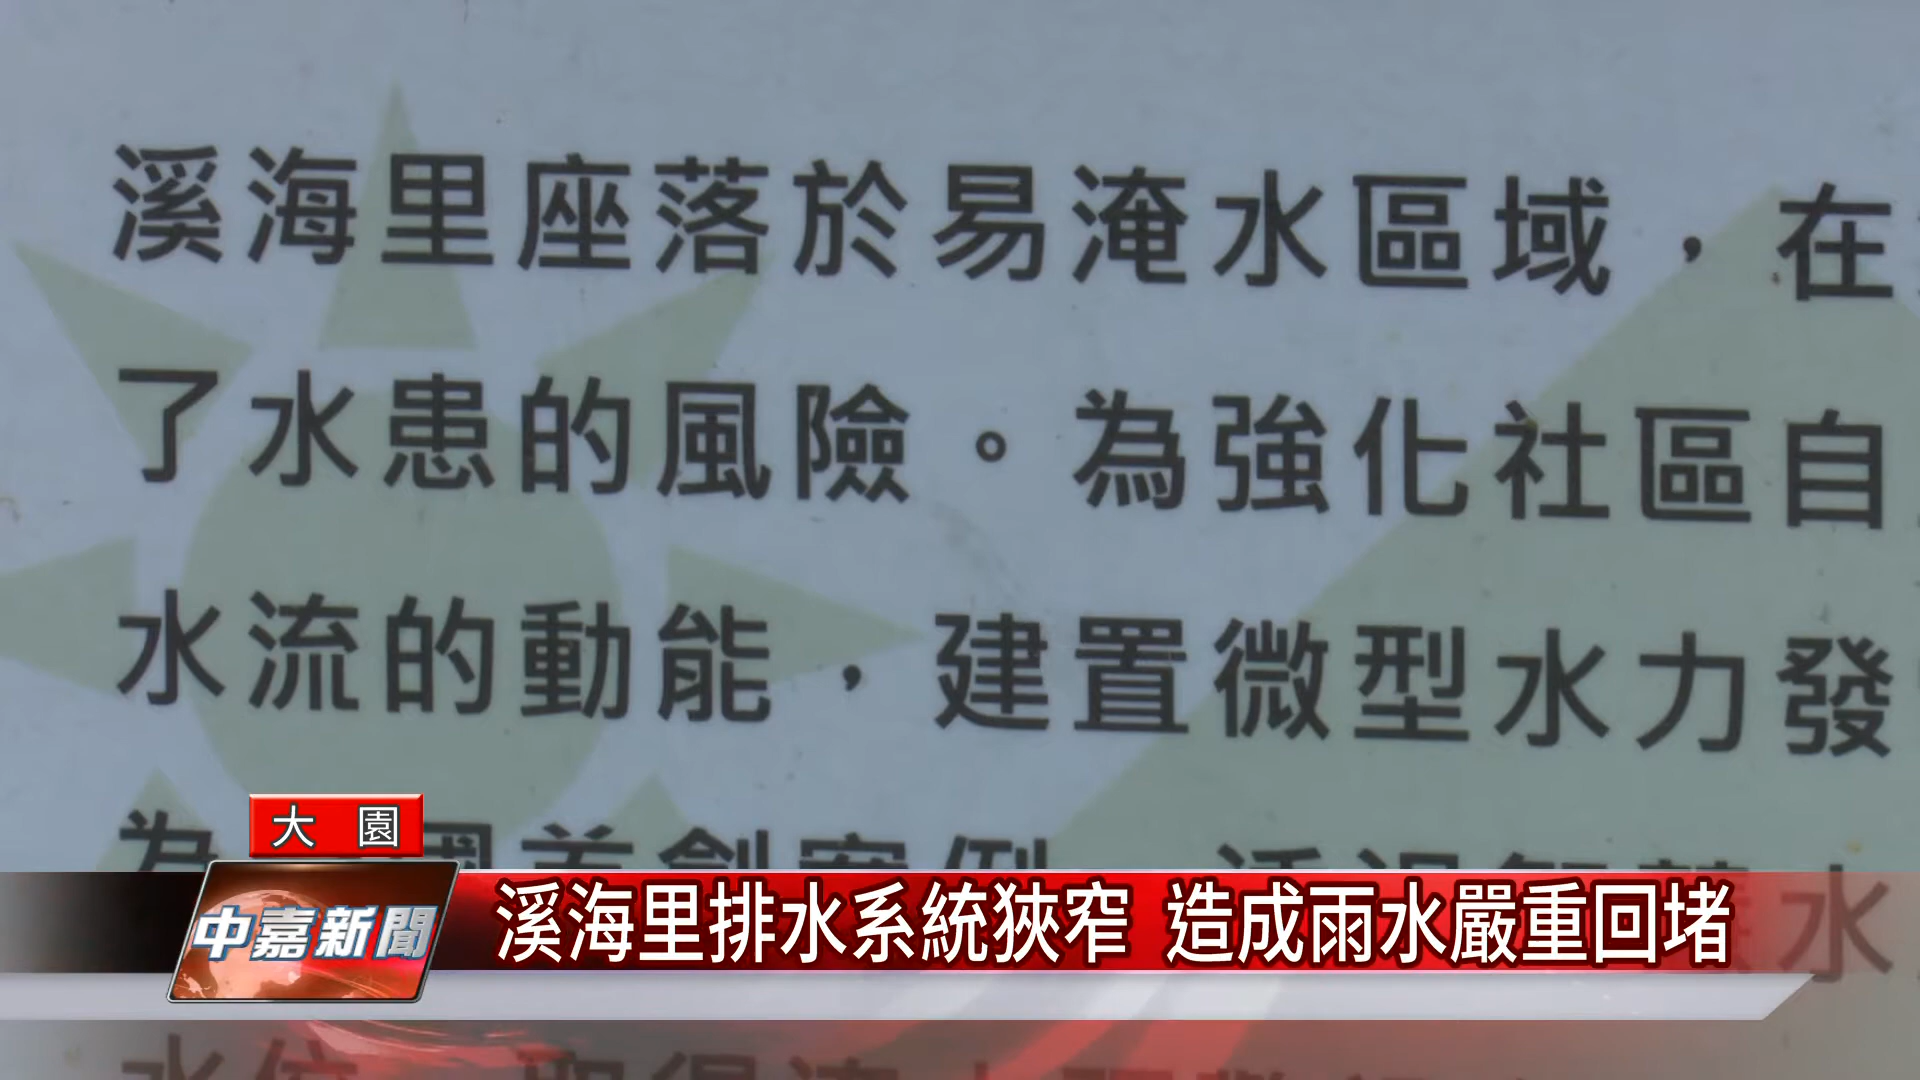 溪海里座落於易淹水區域，在
了水患的風險。為強化社區自
水流的動能，建置微型水力發
大園
中嘉新聞
溪海里排水系統狹窄 造成雨水嚴重回堵